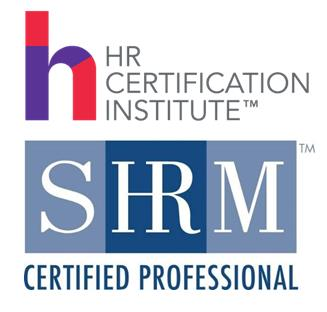 h HR
CERTIFICATION
INSTITUTE™
SHRM™
CERTIFIED PROFESSIONAL